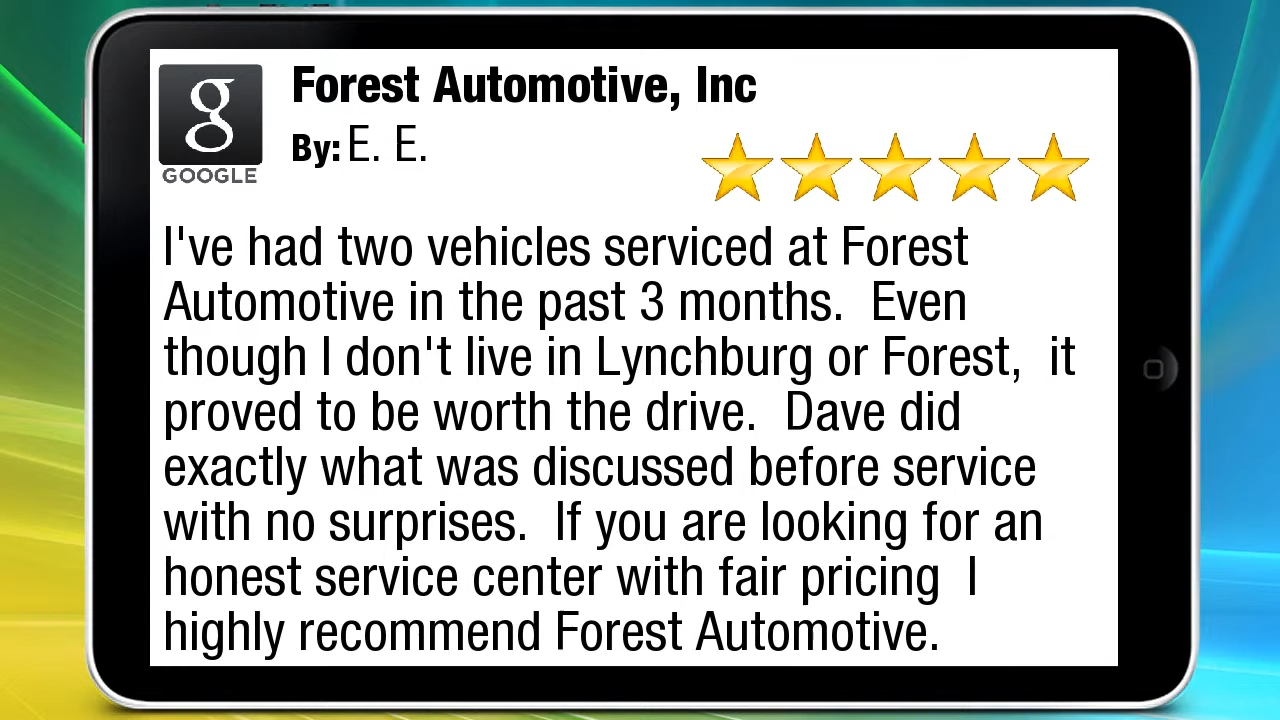 Forest Automotive, Inc
By: E. E.
g
GOOGLE
I've had two vehicles serviced at Forest
Automotive in the past 3 months.  Even
though I don't live in Lynchburg or Forest,  it
proved to be worth the drive.  Dave did
exactly what was discussed before service
with no surprises.  If you are looking for an
honest service center with fair pricing  I
highly recommend Forest Automotive.